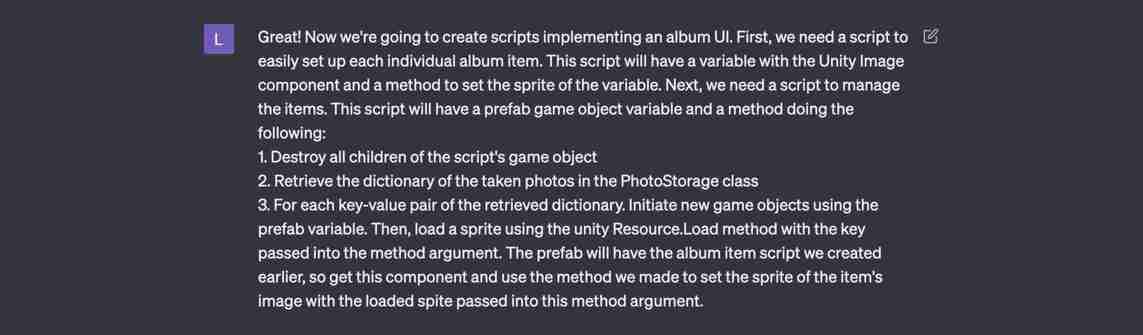 L
Great! Now we're going to create scripts implementing an album UI. First, we need a script to
easily set up each individual album item. This script will have a variable with the Unity Image
component and a method to set the sprite of the variable. Next, we need a script to manage
the items. This script will have a prefab game object variable and a method doing the
following:
1. Destroy all children of the script's game object
2. Retrieve the dictionary of the taken photos in the PhotoStorage class
3. For each key-value pair of the retrieved dictionary. Initiate new game objects using the
prefab variable. Then, load a sprite using the unity Resource.Load method with the key
passed into the method argument. The prefab will have the album item script we created
earlier, so get this component and use the method we made to set the sprite of the item's
image with the loaded spite passed into this method argument.